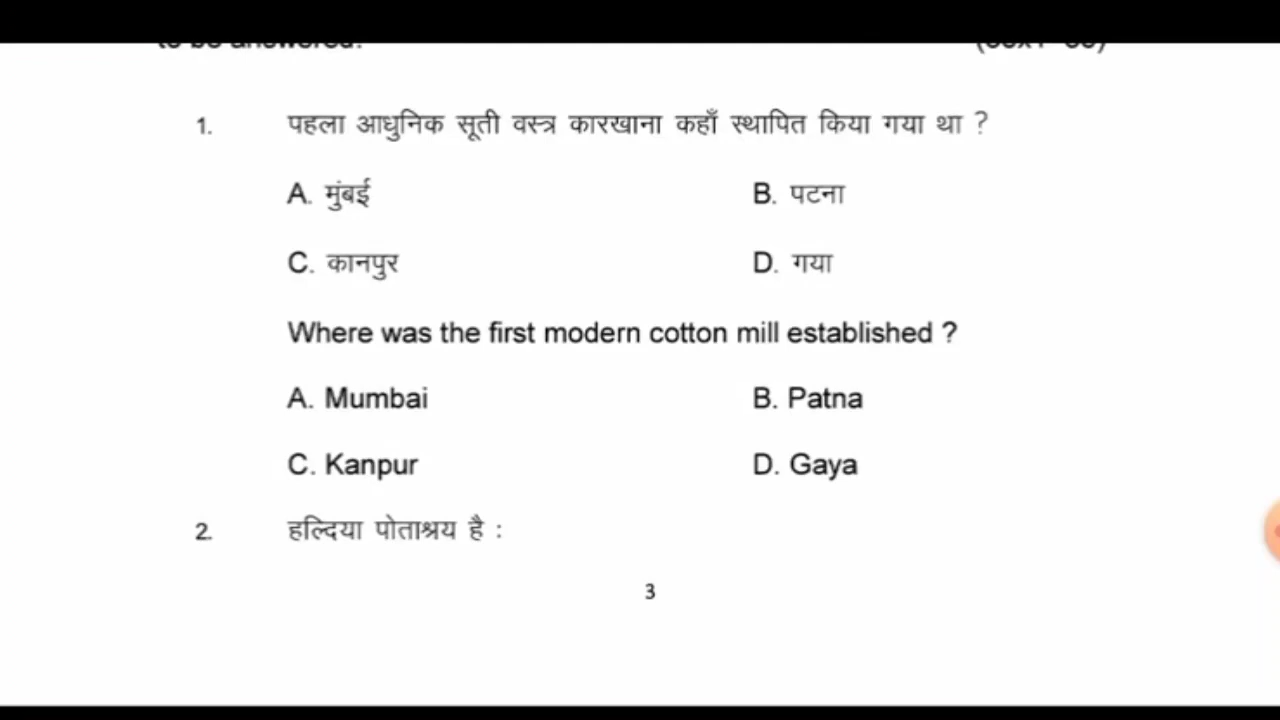 1. पहला आधुनिक सूती वस्त्र कारखाना कहाँ स्थापित किया गया था ?
A. मुंबई B. पटना
C. कानपुर D. गया
Where was the first modern cotton mill established ?
A. Mumbai B. Patna
C. Kanpur D. Gaya
2. हल्दिया पोताश्रय है :
3